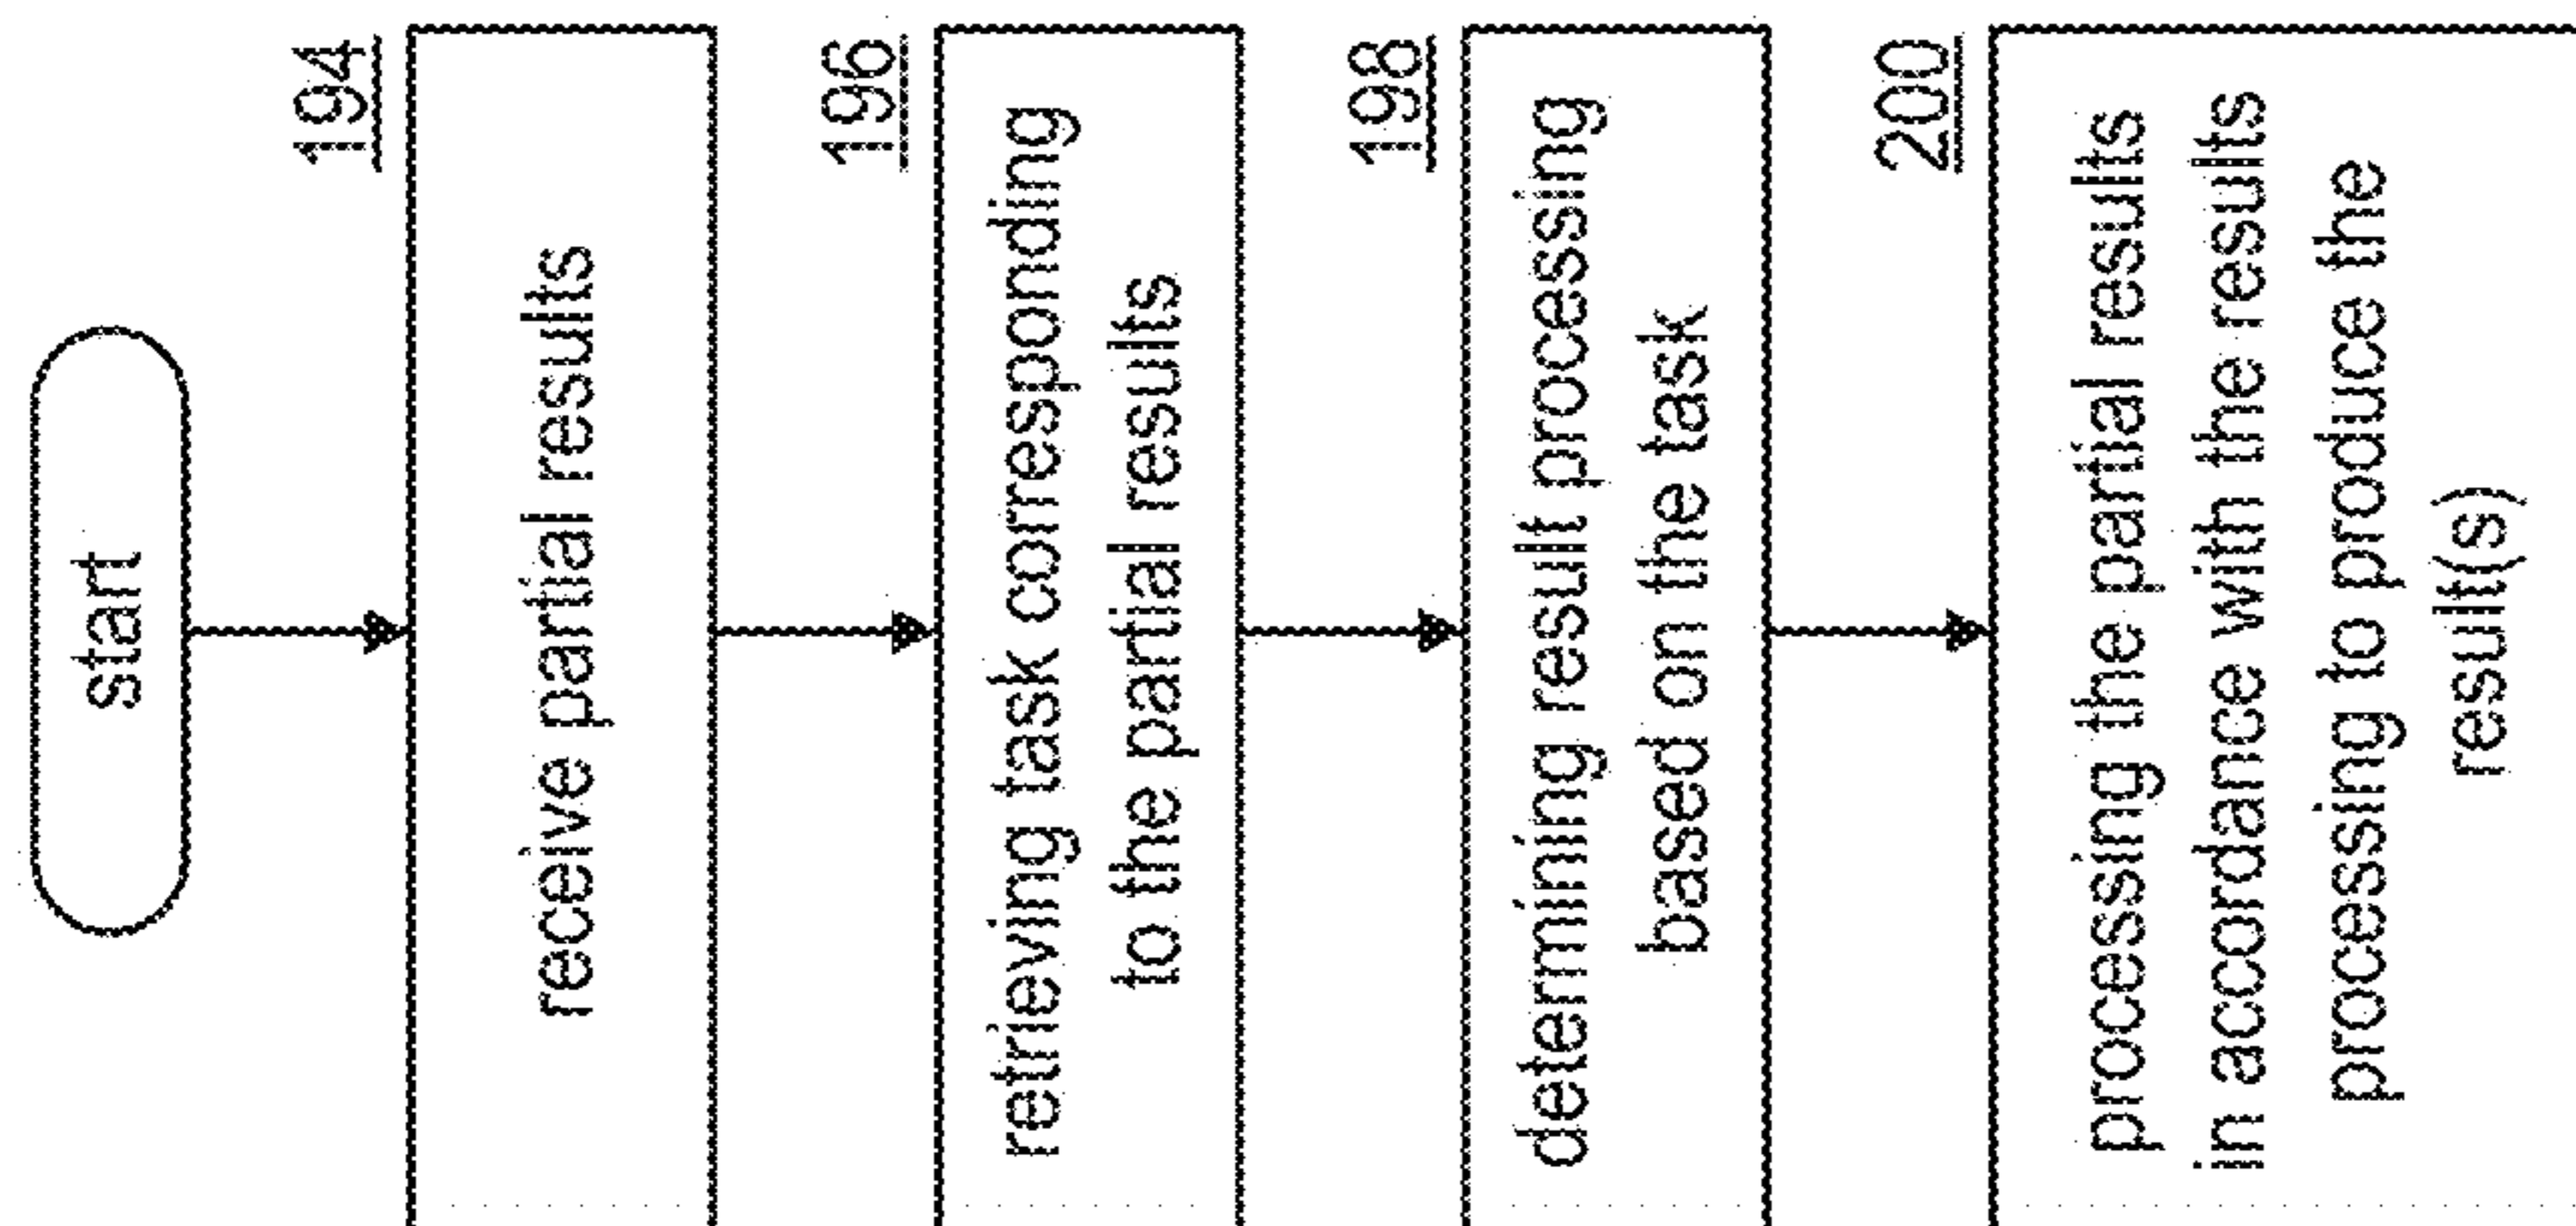 start
194
receive partial results
196
retrieving task corresponding
to the partial results
198
determining result processing
based on the task
200
processing the partial results
in accordance with the results
processing to produce the
result(s)